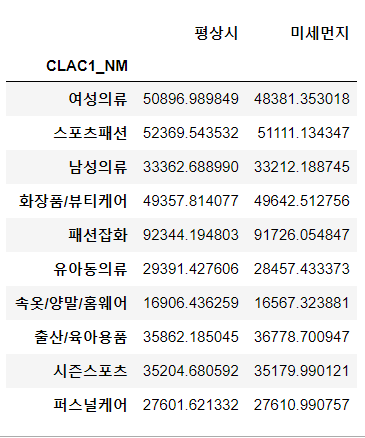 평상시 미세먼지
CLAC1_NM
여성의류 50896.989849 48381.353018
스포츠패션 52369.543532 51111.134347
남성의류 33362.688990 33212.188745
화장품/뷰티케어 49357.814077 49642.512756
패션잡화 92344.194803 91726.054847
유아동의류 29391.427606 28457.433373
속옷/양말/홈웨어 16906.436259 16567.323881
출산/육아용품 35862.185045 36778.700947
시즌스포츠 35204.680592 35179.990121
퍼스널케어 27601.621332 27610.990757